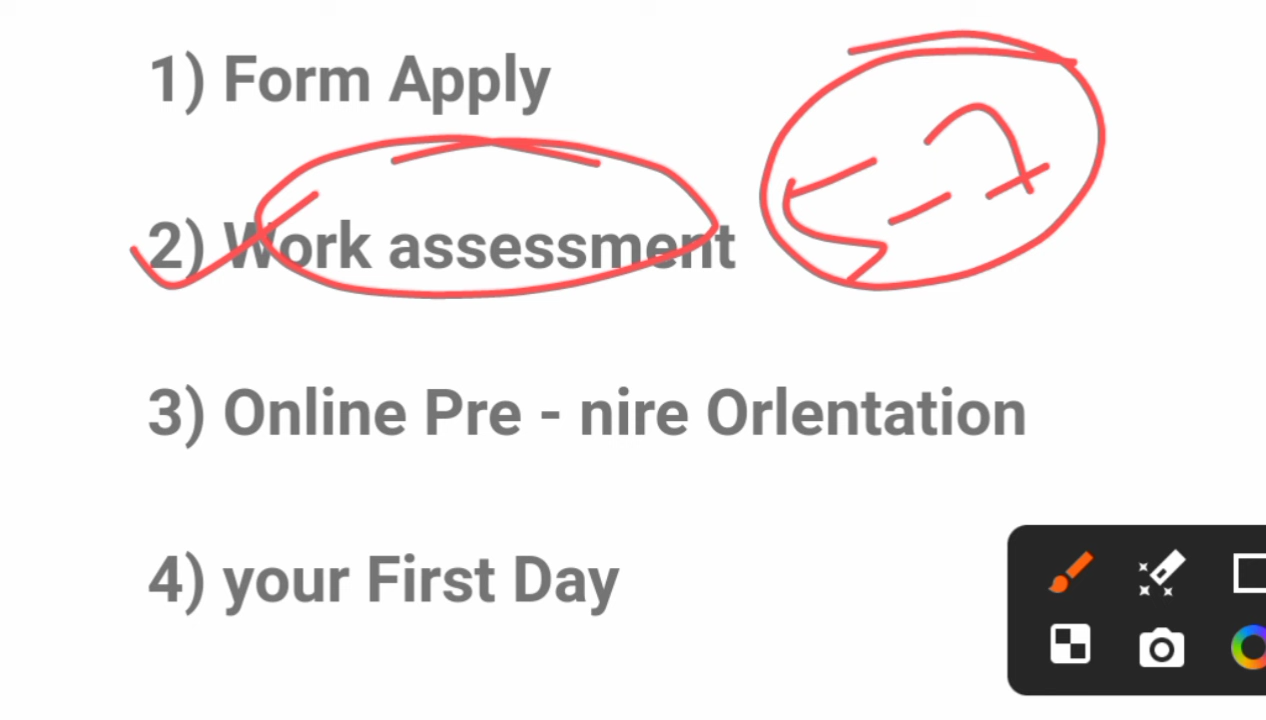 1) Form Apply
2) Work assessment
3) Online Pre - nire Orlentation
4) your First Day